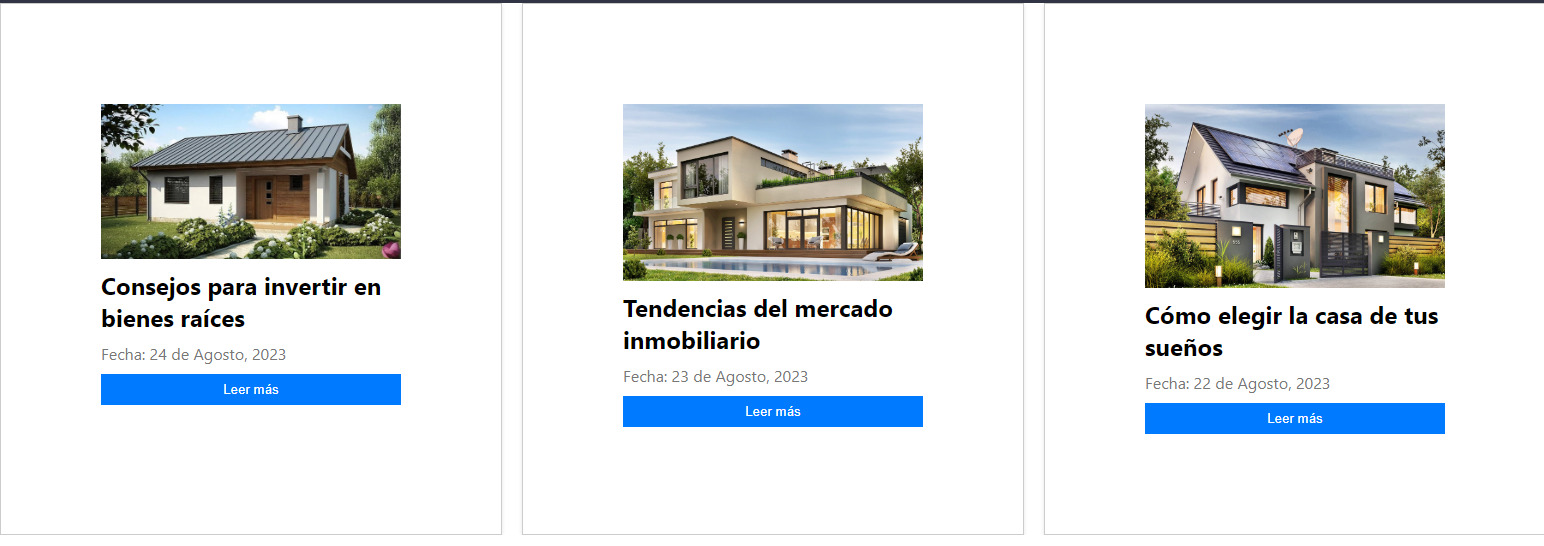 Consejos para invertir en
bienes raíces
Fecha: 24 de Agosto, 2023
Leer más
Tendencias del mercado
inmobiliario
Fecha: 23 de Agosto, 2023
Leer más
Cómo elegir la casa de tus
sueños
Fecha: 22 de Agosto, 2023
Leer más